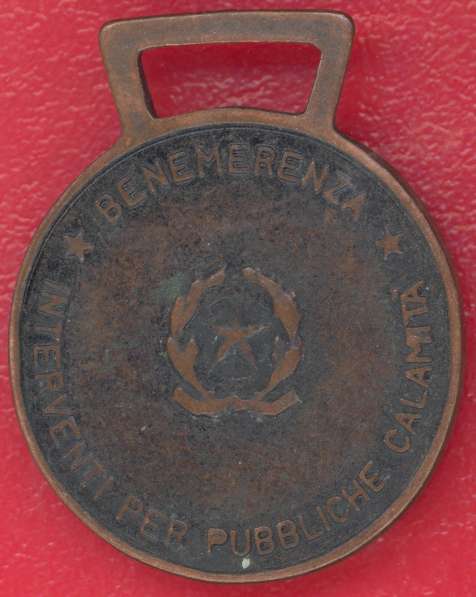 BENEMERENZA
INTERVENTI PER PUBBLICHE CALAMITÀ